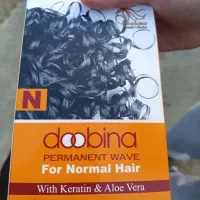 N
doobina
PERMANENT WAVE
For Normal Hair
With Keratin & Aloe Vera